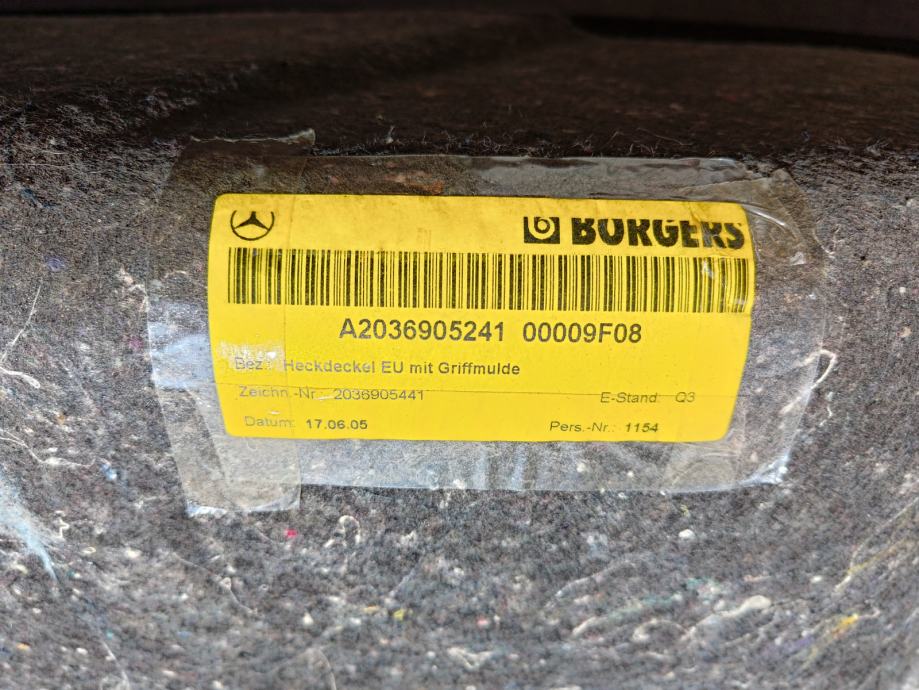 BORGERS
A2036905241 00009F08
Bez.: Heckdeckel EU mit Griffmulde
Zeichn.-Nr. 2036905441 E-Stand: Q3
Datum: 17.06.05 Pers.-Nr.: 1154